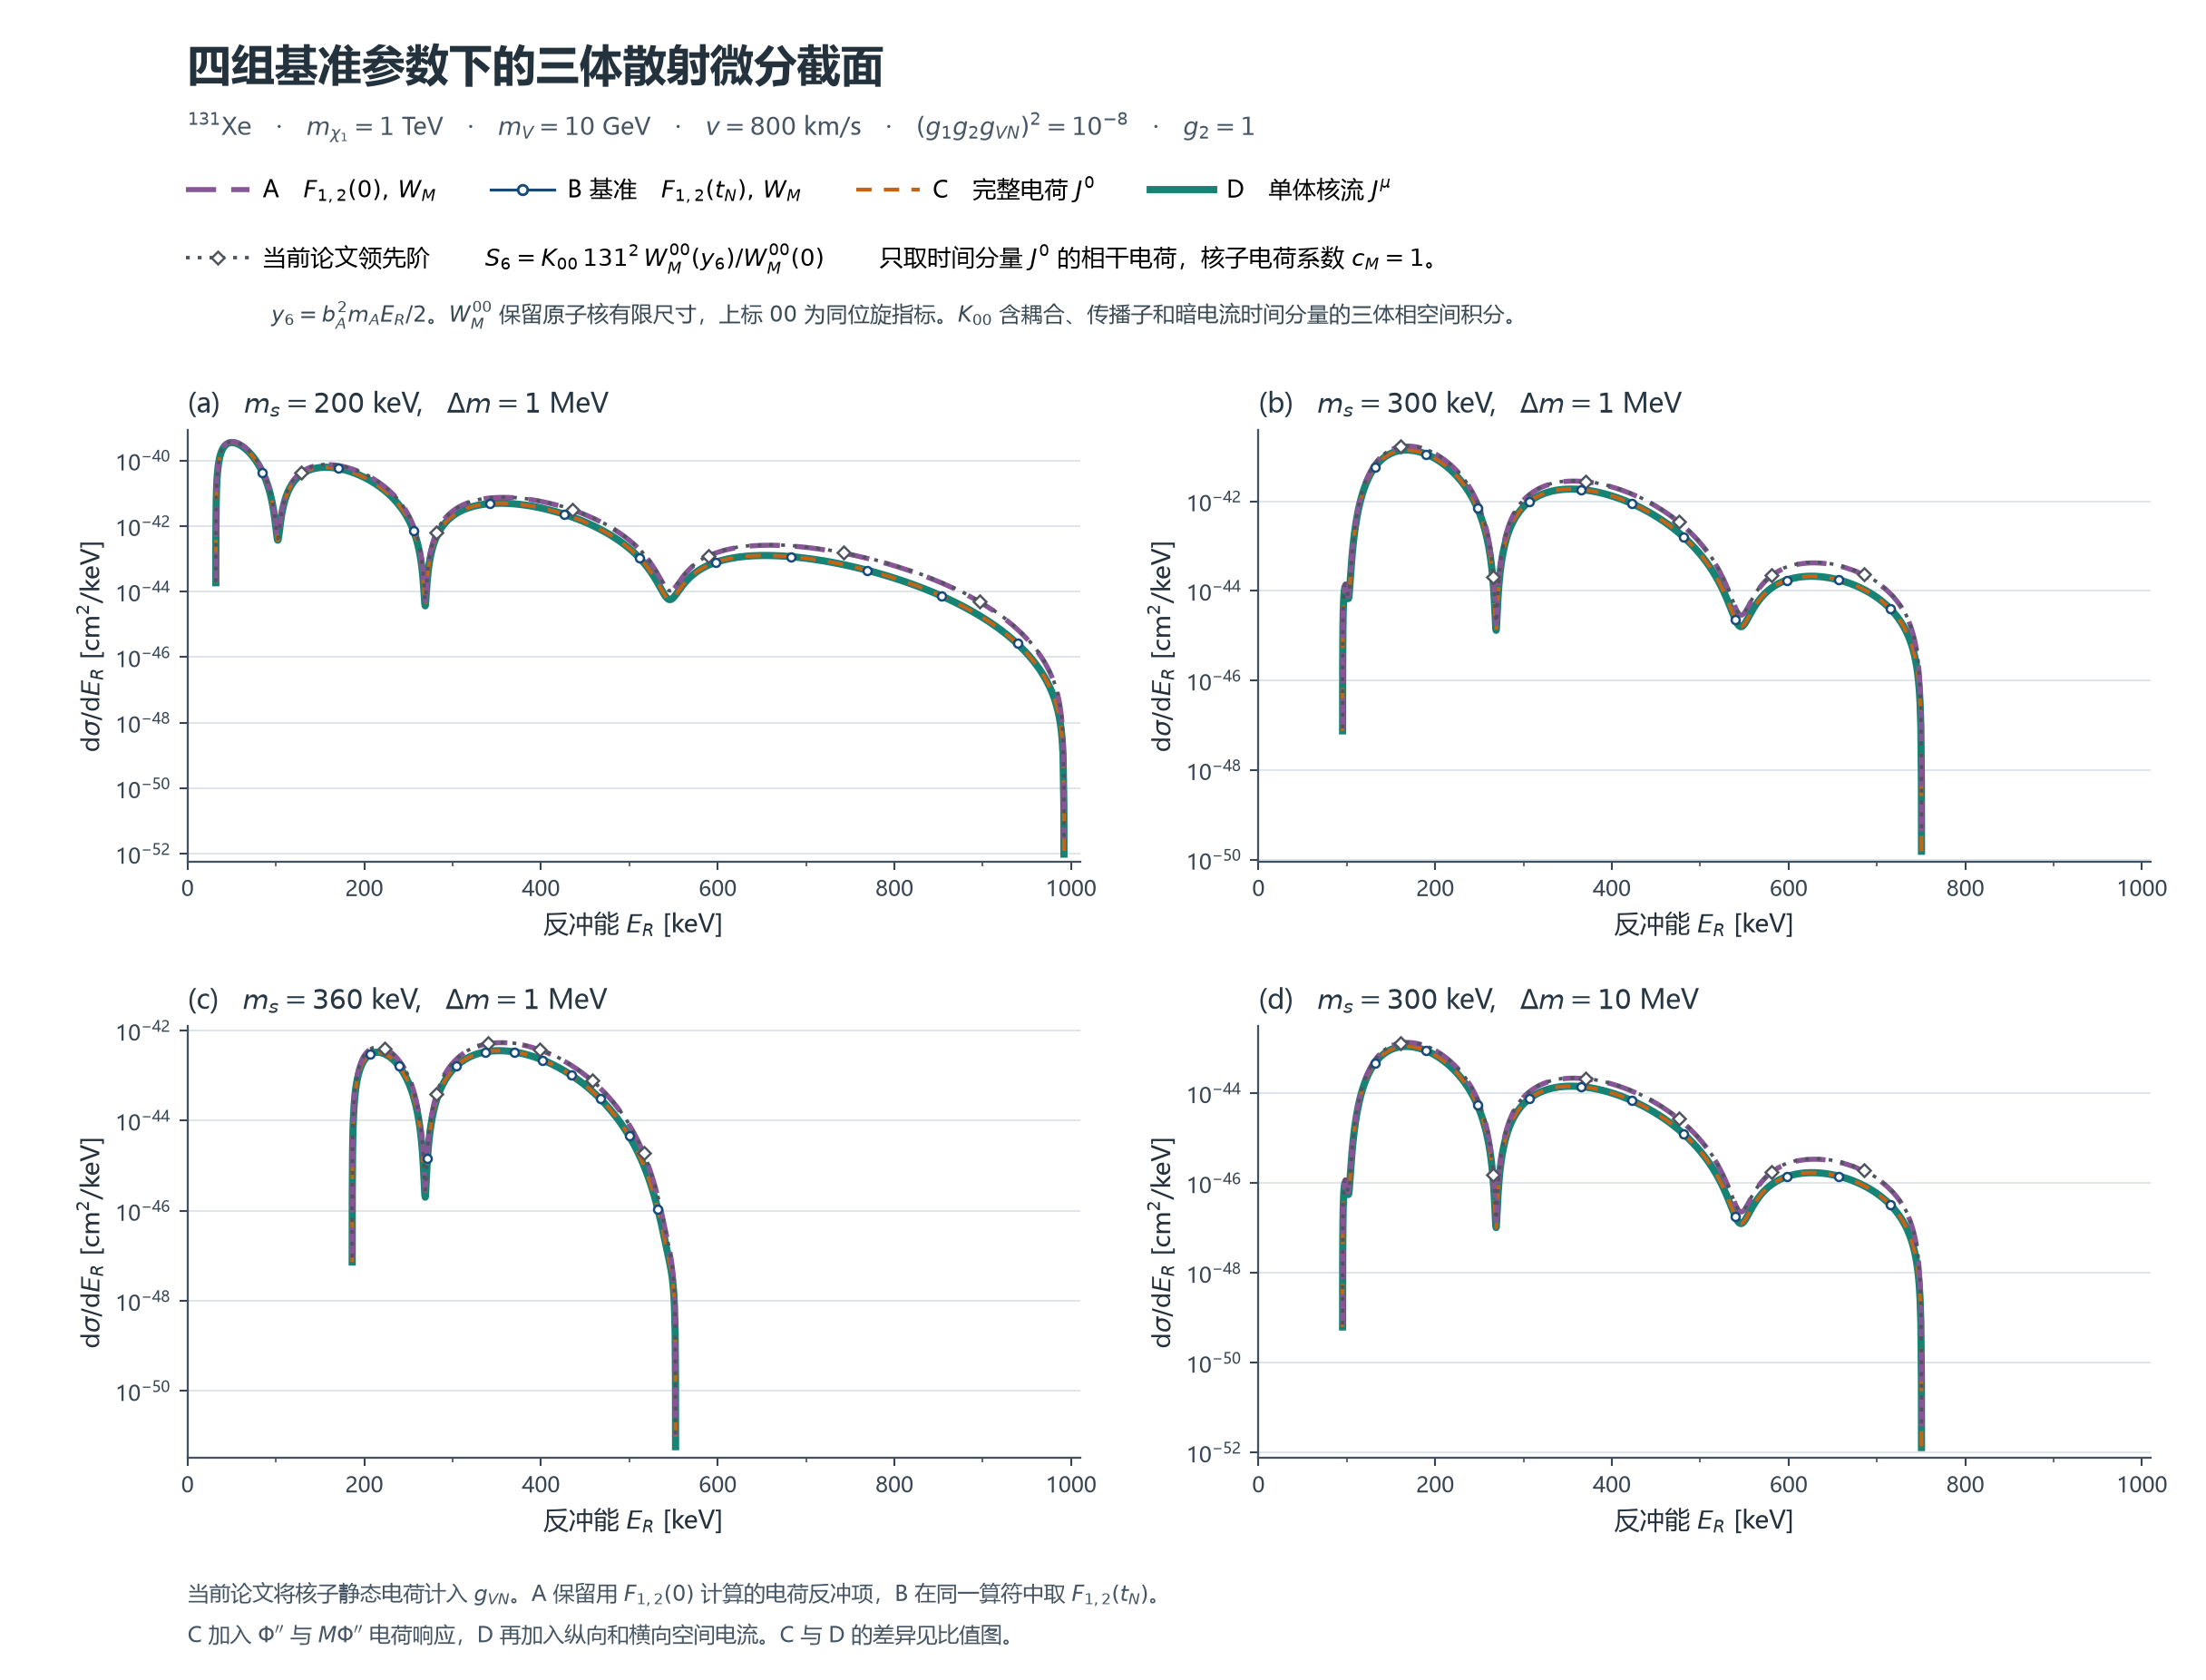 四组基准参数下的三体散射微分截面
¹³¹Xe · m_χ₁ = 1 TeV · m_V = 10 GeV · v = 800 km/s · (g₁g₂g_VN)² = 10⁻⁸ · g₂ = 1
A F₁,₂(0), W_M B 基准 F₁,₂(t_N), W_M C 完整电荷 J⁰ D 单体核流 J^μ
当前论文领先阶 S₆ = K₀₀ 131² W_M^00(y₆)/W_M^00(0) 只取时间分量 J⁰ 的相干电荷，核子电荷系数 c_M = 1。
y₆ = b_A²m_AE_R/2。W_M^00 保留原子核有限尺寸，上标 00 为同位旋指标。K₀₀ 含耦合、传播子和暗电流时间分量的三体相空间积分。
(a) m_s = 200 keV, Δm = 1 MeV
10⁻⁴⁰
10⁻⁴²
10⁻⁴⁴
10⁻⁴⁶
10⁻⁴⁸
10⁻⁵⁰
10⁻⁵²
dσ/dE_R [cm²/keV]
0 200 400 600 800 1000
反冲能 E_R [keV]
(b) m_s = 300 keV, Δm = 1 MeV
10⁻⁴²
10⁻⁴⁴
10⁻⁴⁶
10⁻⁴⁸
10⁻⁵⁰
dσ/dE_R [cm²/keV]
0 200 400 600 800 1000
反冲能 E_R [keV]
(c) m_s = 360 keV, Δm = 1 MeV
10⁻⁴²
10⁻⁴⁴
10⁻⁴⁶
10⁻⁴⁸
10⁻⁵⁰
dσ/dE_R [cm²/keV]
0 200 400 600 800 1000
反冲能 E_R [keV]
(d) m_s = 300 keV, Δm = 10 MeV
10⁻⁴⁴
10⁻⁴⁶
10⁻⁴⁸
10⁻⁵⁰
10⁻⁵²
dσ/dE_R [cm²/keV]
0 200 400 600 800 1000
反冲能 E_R [keV]
当前论文将核子静态电荷计入 g_VN。A 保留用 F₁,₂(0) 计算的电荷反冲项，B 在同一算符中取 F₁,₂(t_N)。
C 加入 Φ″ 与 MΦ″ 电荷响应，D 再加入纵向和横向空间电流。C 与 D 的差异见比值图。